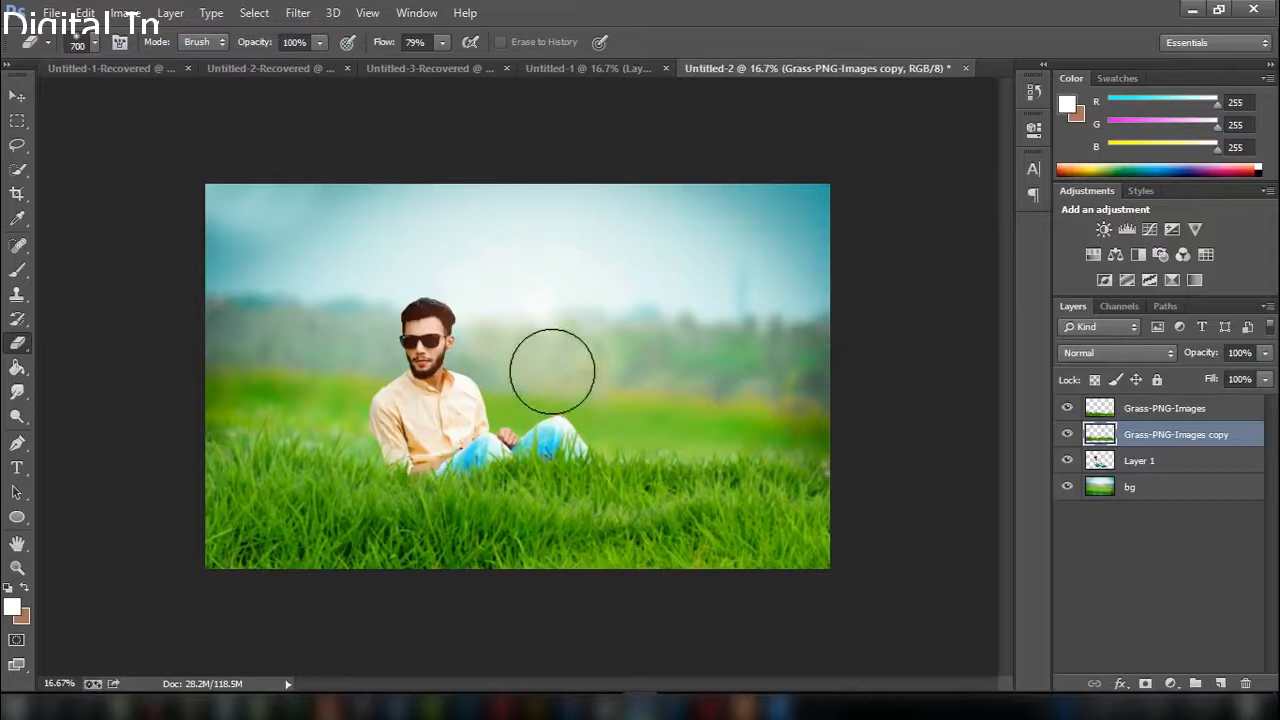 Ps File Edit Image Layer Type Select Filter 3D View Window Help
Digital
700 Mode: Brush Opacity: 100% Flow: 79% Erase to History Essentials
Untitled-1-Recovered @ ... × Untitled-2-Recovered @ ... × Untitled-3-Recovered @ ... × Untitled-1 @ 16.7% (Lay... × Untitled-2 @ 16.7% (Grass-PNG-Images copy, RGB/8) * ×
Color Swatches
R 255
G 255
B 255
Adjustments Styles
Add an adjustment
Layers Channels Paths
Kind
Normal Opacity: 100%
Lock: Fill: 100%
Grass-PNG-Images
Grass-PNG-Images copy
Layer 1
bg
16.67% Doc: 28.2M/118.5M